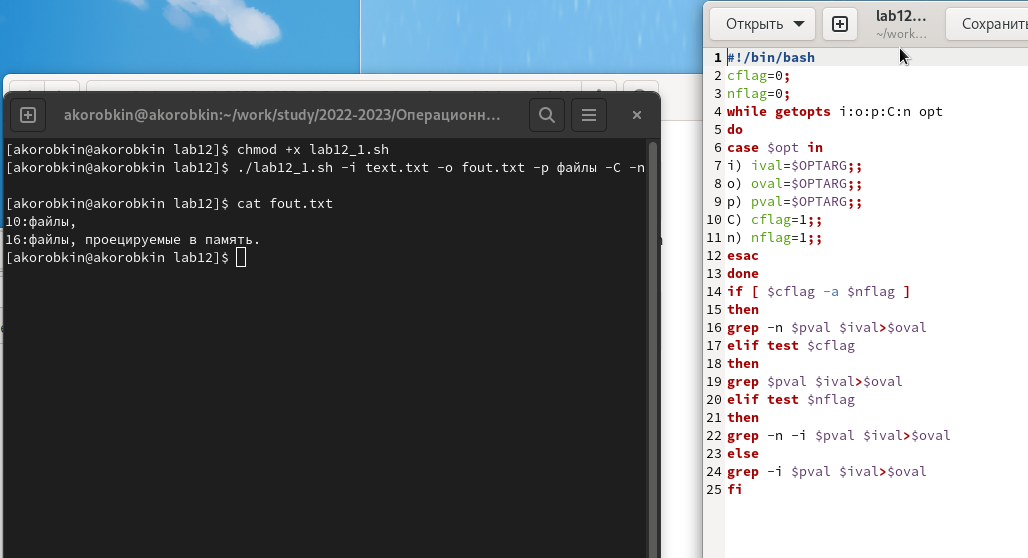 akorobkin@akorobkin:~/work/study/2022-2023/Операционн...
[akorobkin@akorobkin lab12]$ chmod +x lab12_1.sh
[akorobkin@akorobkin lab12]$ ./lab12_1.sh -i text.txt -o fout.txt -p файлы -C -n
[akorobkin@akorobkin lab12]$ cat fout.txt
10:файлы,
16:файлы, проецируемые в память.
[akorobkin@akorobkin lab12]$
Открыть
lab12...
~/work...
Сохранить
1 #!/bin/bash
2 cflag=0;
3 nflag=0;
4 while getopts i:o:p:C:n opt
5 do
6 case $opt in
7 i) ival=$OPTARG;;
8 o) oval=$OPTARG;;
9 p) pval=$OPTARG;;
10 C) cflag=1;;
11 n) nflag=1;;
12 esac
13 done
14 if [ $cflag -a $nflag ]
15 then
16 grep -n $pval $ival>$oval
17 elif test $cflag
18 then
19 grep $pval $ival>$oval
20 elif test $nflag
21 then
22 grep -n -i $pval $ival>$oval
23 else
24 grep -i $pval $ival>$oval
25 fi